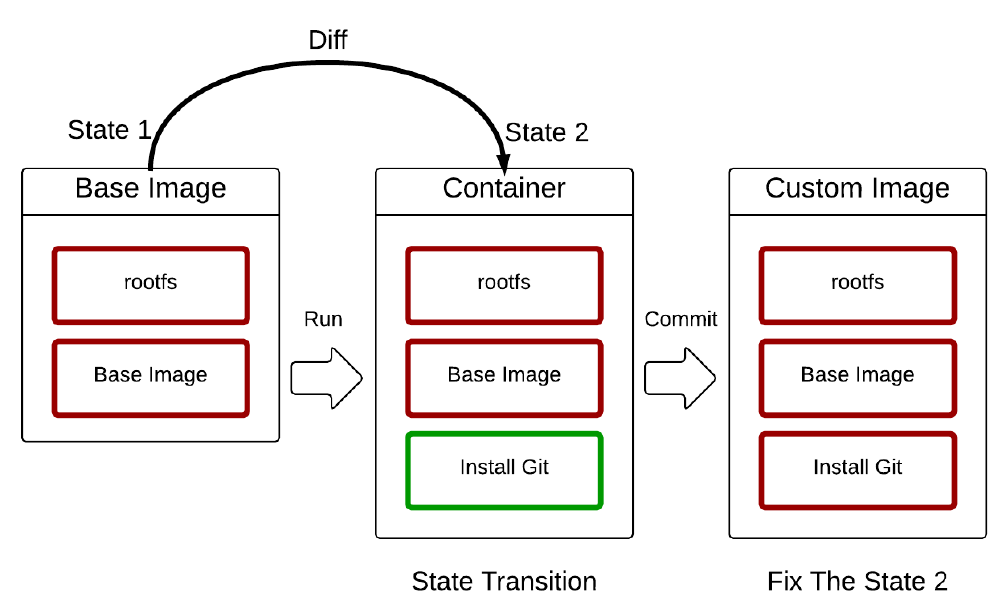 Diff
State 1
State 2
Base Image
rootfs
Base Image
Run
Container
rootfs
Base Image
Install Git
State Transition
Commit
Custom Image
rootfs
Base Image
Install Git
Fix The State 2